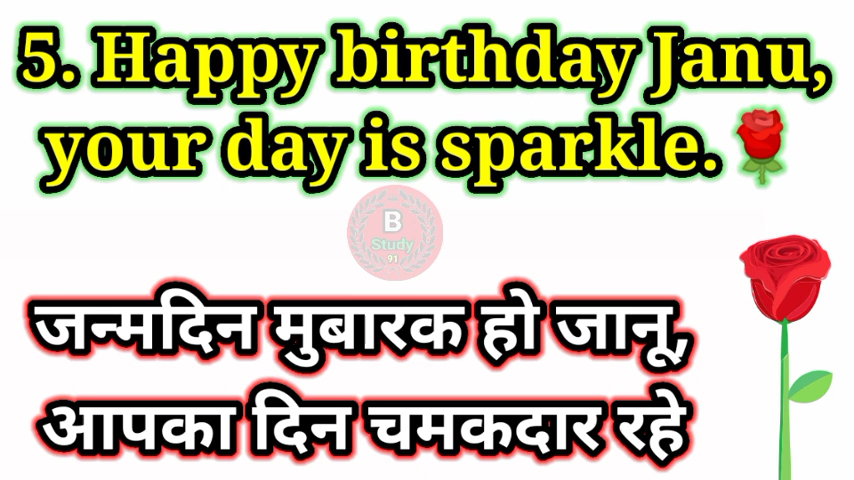 5. Happy birthday Janu,
your day is sparkle.🌹
B
Study
91
जन्मदिन मुबारक हो जानू,
आपका दिन चमकदार रहे